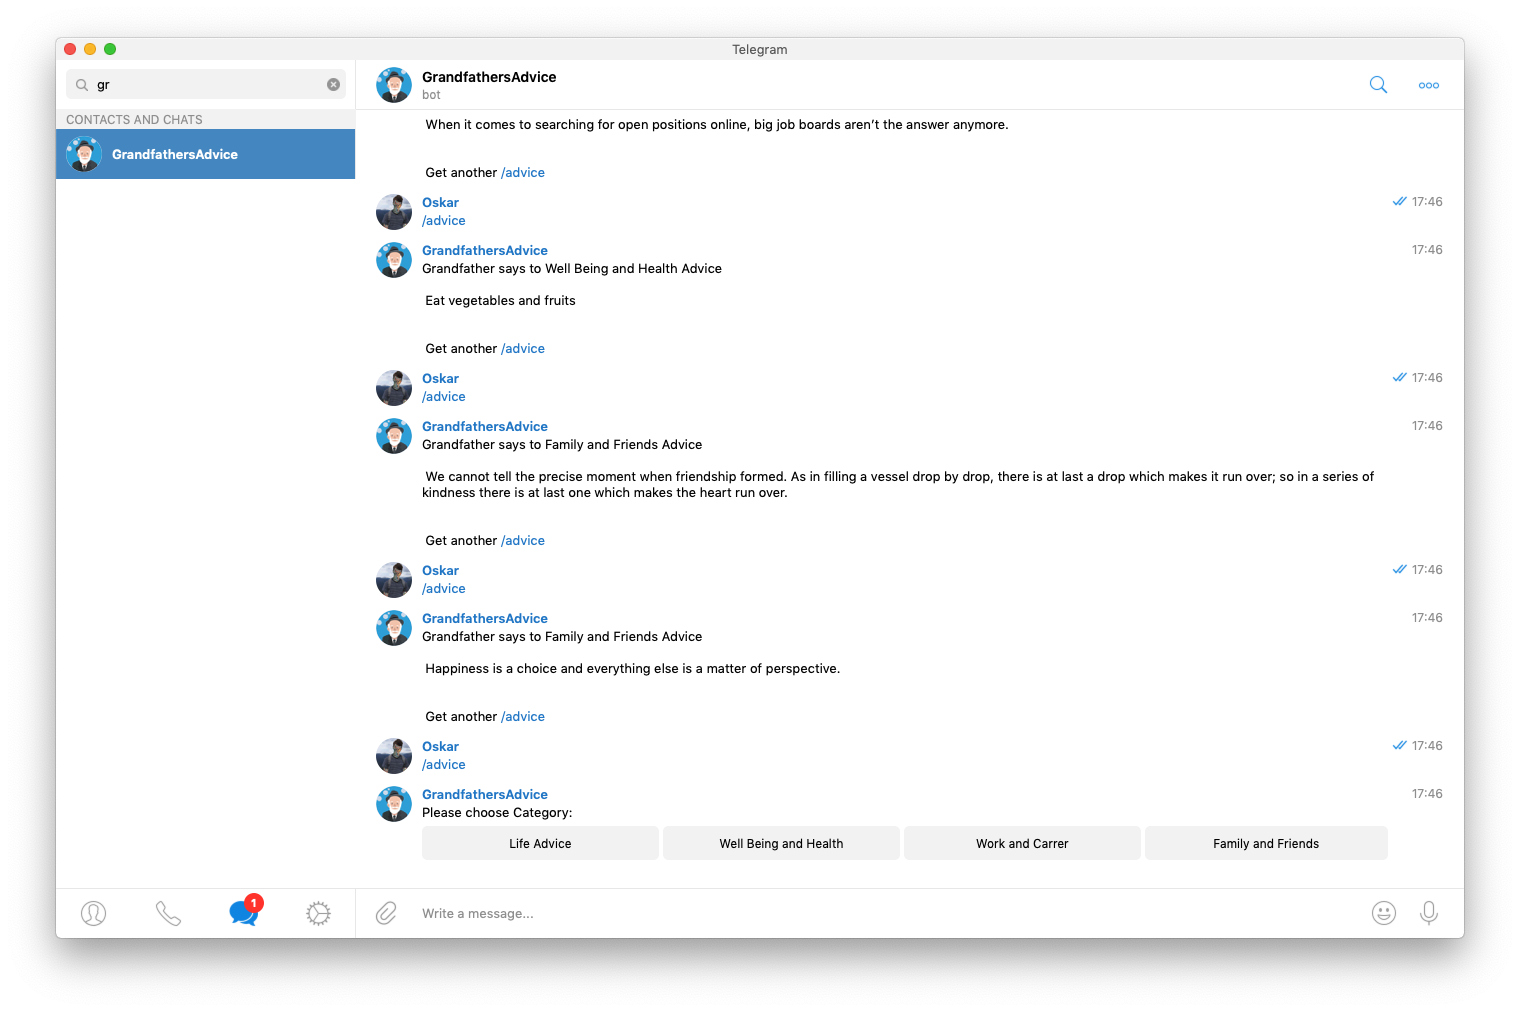 Telegram
gr
CONTACTS AND CHATS
GrandfathersAdvice
GrandfathersAdvice
bot
When it comes to searching for open positions online, big job boards aren't the answer anymore.
Get another /advice
Oskar 17:46
/advice
GrandfathersAdvice 17:46
Grandfather says to Well Being and Health Advice
Eat vegetables and fruits
Get another /advice
Oskar 17:46
/advice
GrandfathersAdvice 17:46
Grandfather says to Family and Friends Advice
We cannot tell the precise moment when friendship formed. As in filling a vessel drop by drop, there is at last a drop which makes it run over; so in a series of
kindness there is at last one which makes the heart run over.
Get another /advice
Oskar 17:46
/advice
GrandfathersAdvice 17:46
Grandfather says to Family and Friends Advice
Happiness is a choice and everything else is a matter of perspective.
Get another /advice
Oskar 17:46
/advice
GrandfathersAdvice 17:46
Please choose Category:
Life Advice Well Being and Health Work and Carrer Family and Friends
1
Write a message...